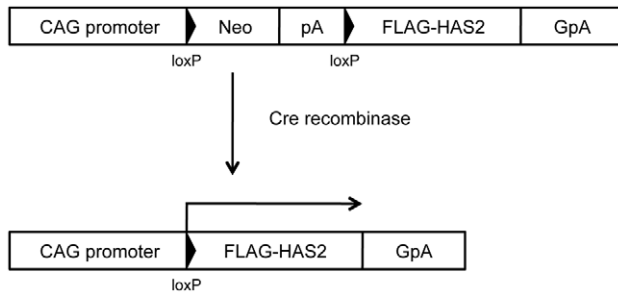 CAG promoter Neo pA FLAG-HAS2 GpA
loxP loxP
Cre recombinase
CAG promoter FLAG-HAS2 GpA
loxP